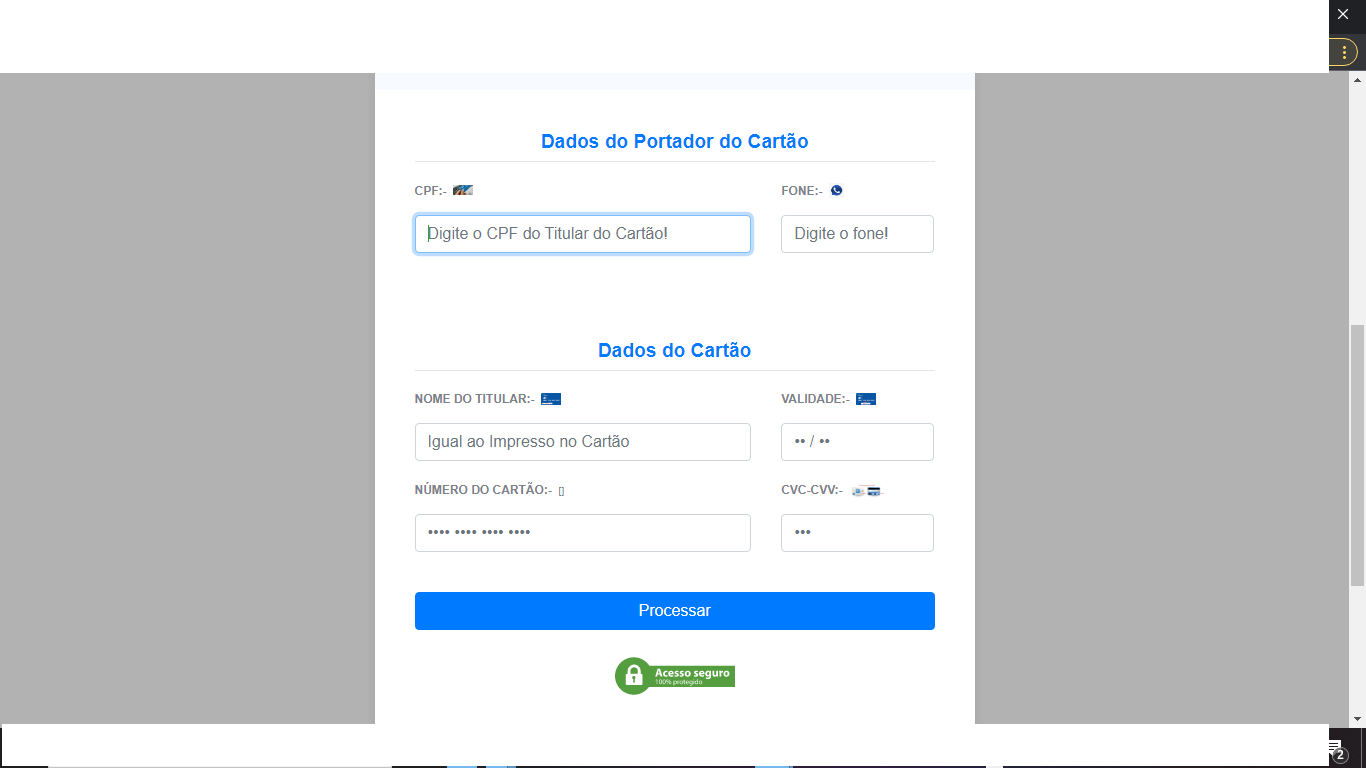 Dados do Portador do Cartão
CPF:- FONE:-
Digite o CPF do Titular do Cartão! Digite o fone!
Dados do Cartão
NOME DO TITULAR:- VALIDADE:-
Igual ao Impresso no Cartão •• / ••
NÚMERO DO CARTÃO:- CVC-CVV:-
•••• •••• •••• •••• •••
Processar
Acesso seguro
100% protegido
2